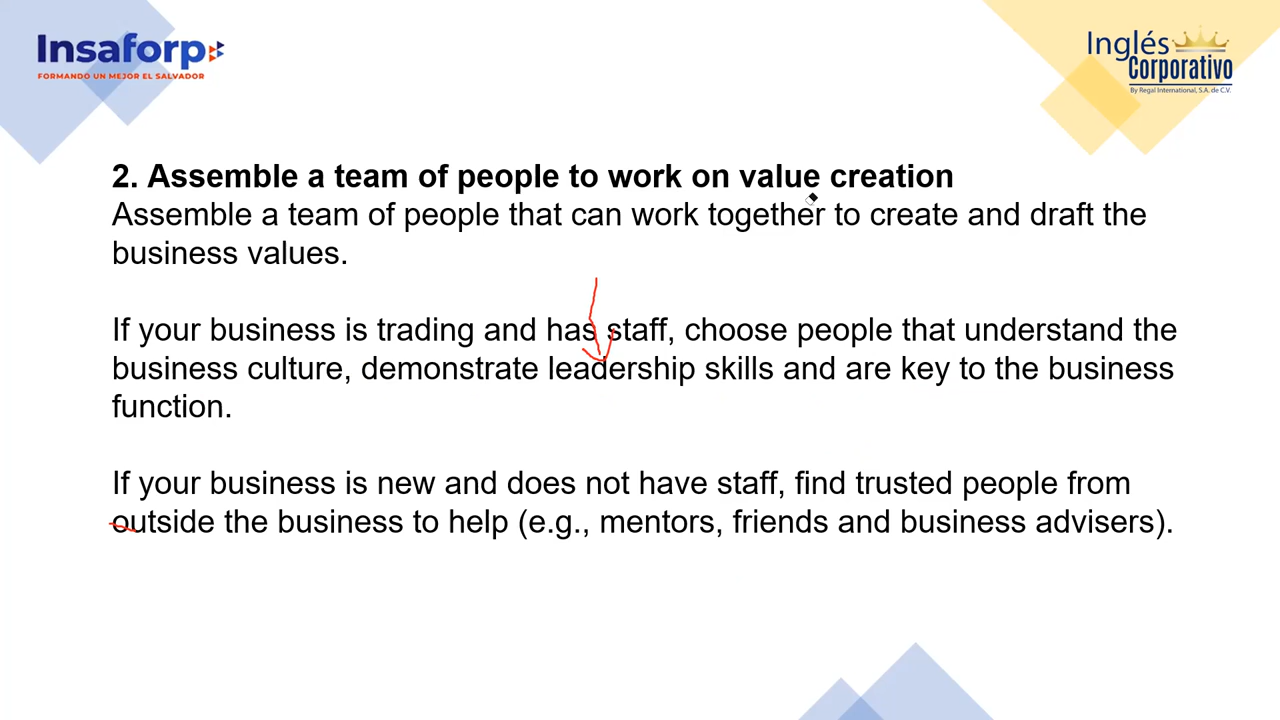 Insaforp
FORMANDO UN MEJOR EL SALVADOR
Inglés
Corporativo
By Regal International, S.A. de C.V.
2. Assemble a team of people to work on value creation
Assemble a team of people that can work together to create and draft the
business values.
If your business is trading and has staff, choose people that understand the
business culture, demonstrate leadership skills and are key to the business
function.
If your business is new and does not have staff, find trusted people from
outside the business to help (e.g., mentors, friends and business advisers).